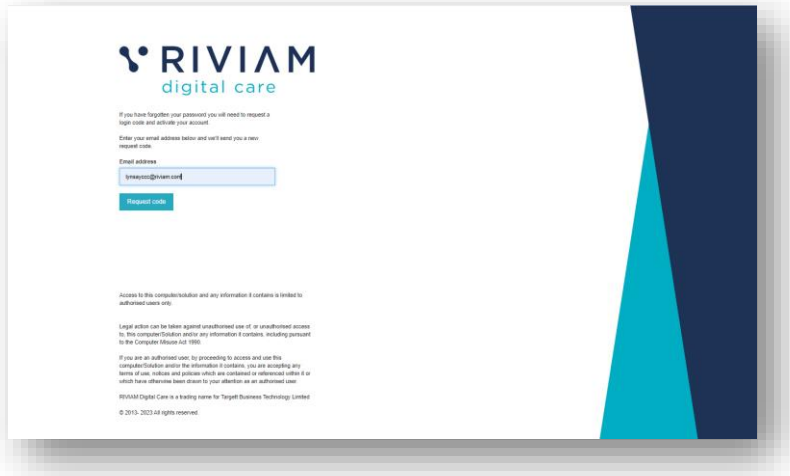 RIVIAM
digital care
If you have forgotten your password you will need to request a
login code and activate your account.
Enter your email address below and we'll send you a new
request code.
Email address
lynsayxxx@riviam.com
Request code
Access to this computer/solution and any information it contains is limited to
authorised users only.
Legal action can be taken against unauthorised use of, or unauthorised access
to, this computer/Solution and/or any information it contains, including pursuant
to the Computer Misuse Act 1990.
If you are an authorised user, by proceeding to access and use this
computer/Solution and/or the information it contains, you are accepting any
terms of use, notices and policies which are contained or referenced within it or
which have otherwise been drawn to your attention as an authorised user.
RIVIAM Digital Care is a trading name for Targett Business Technology Limited
© 2013- 2023 All rights reserved